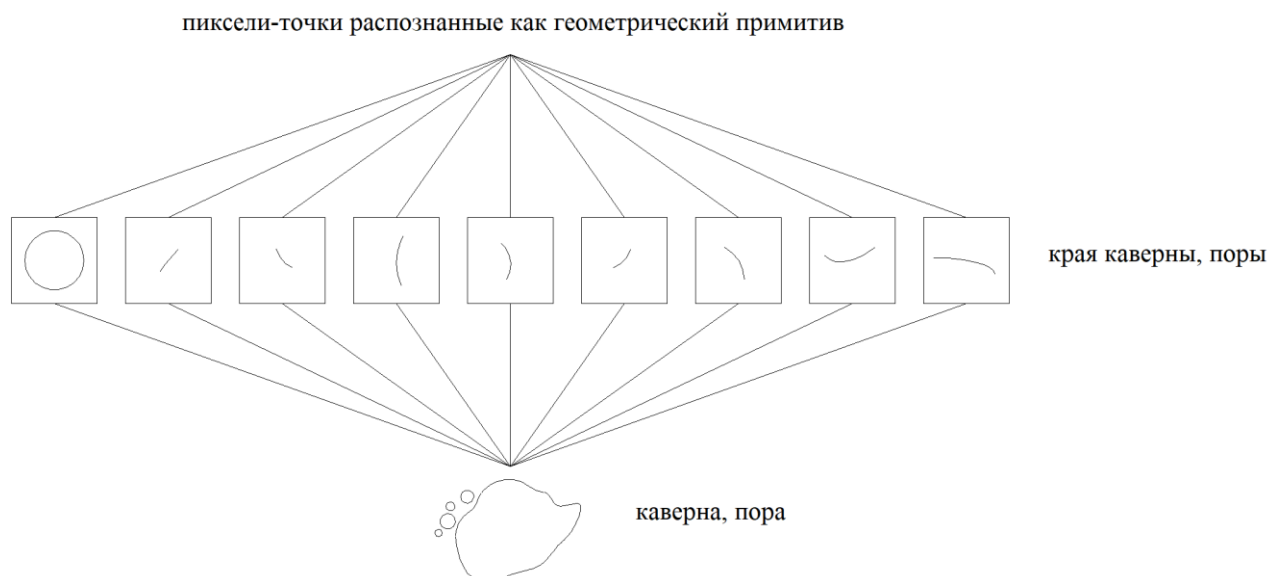 пиксели-точки распознанные как геометрический примитив
края каверны, поры
каверна, пора